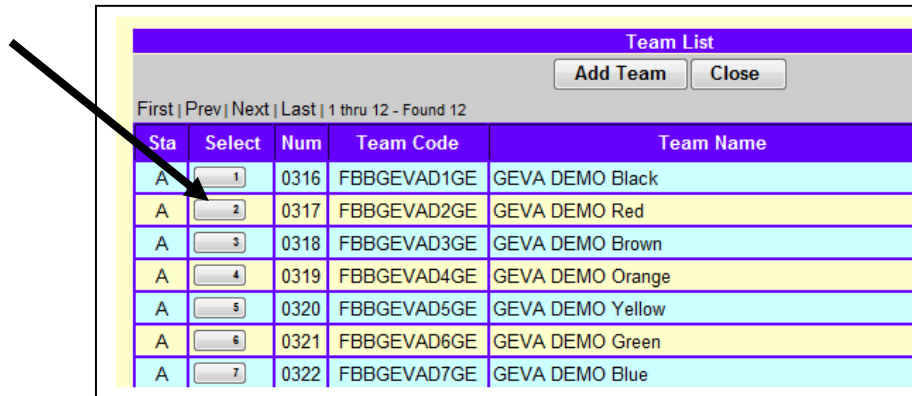 Team List
Add Team Close
First | Prev | Next | Last | 1 thru 12 - Found 12
Sta Select Num Team Code Team Name
A 1 0316 FBBGEVAD1GE GEVA DEMO Black
A 2 0317 FBBGEVAD2GE GEVA DEMO Red
A 3 0318 FBBGEVAD3GE GEVA DEMO Brown
A 4 0319 FBBGEVAD4GE GEVA DEMO Orange
A 5 0320 FBBGEVAD5GE GEVA DEMO Yellow
A 6 0321 FBBGEVAD6GE GEVA DEMO Green
A 7 0322 FBBGEVAD7GE GEVA DEMO Blue